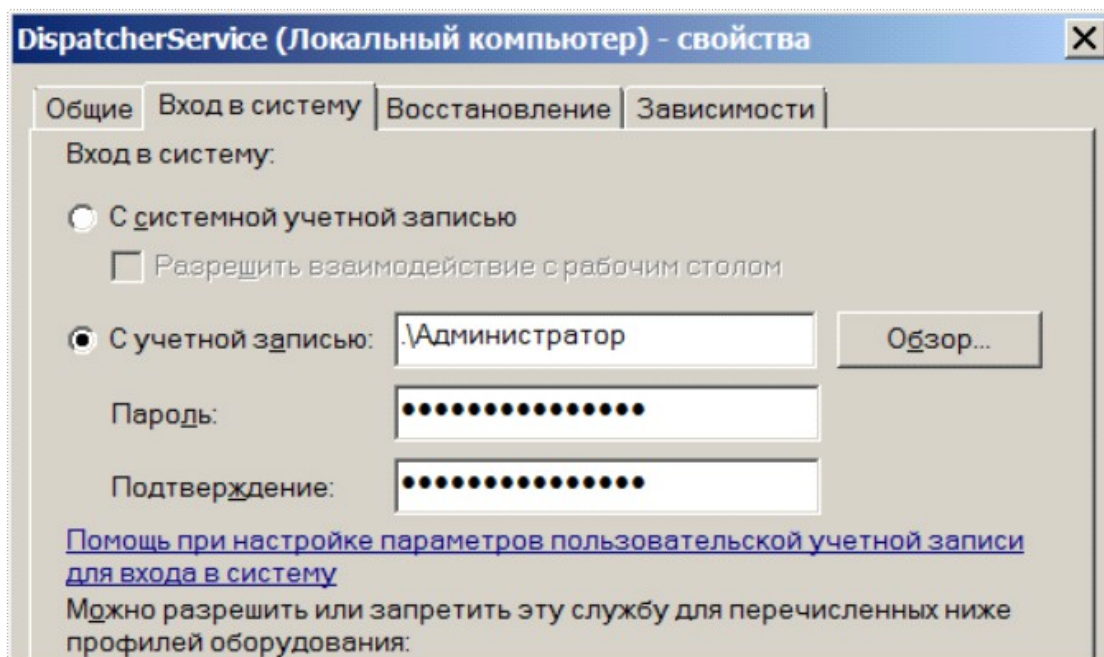 DispatcherService (Локальный компьютер) - свойства
Общие Вход в систему Восстановление Зависимости
Вход в систему:
С системной учетной записью
Разрешить взаимодействие с рабочим столом
С учетной записью: .\Администратор Обзор...
Пароль: •••••••••••••••
Подтверждение: •••••••••••••••
Помощь при настройке параметров пользовательской учетной записи
для входа в систему
Можно разрешить или запретить эту службу для перечисленных ниже
профилей оборудования: